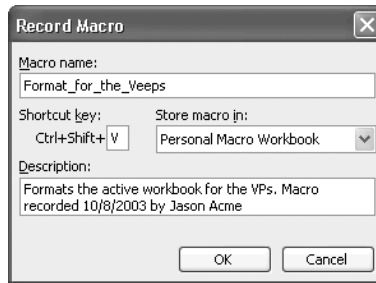 Record Macro
Macro name:
Format_for_the_Veeps
Shortcut key:
Store macro in:
Ctrl+Shift+ V
Personal Macro Workbook
Description:
Formats the active workbook for the VPs. Macro
recorded 10/8/2003 by Jason Acme
OK
Cancel